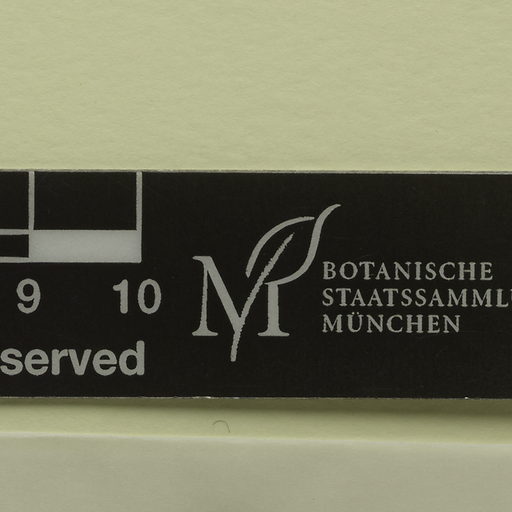 9 10
served
M
BOTANISCHE
STAATSSAMML
MÜNCHEN